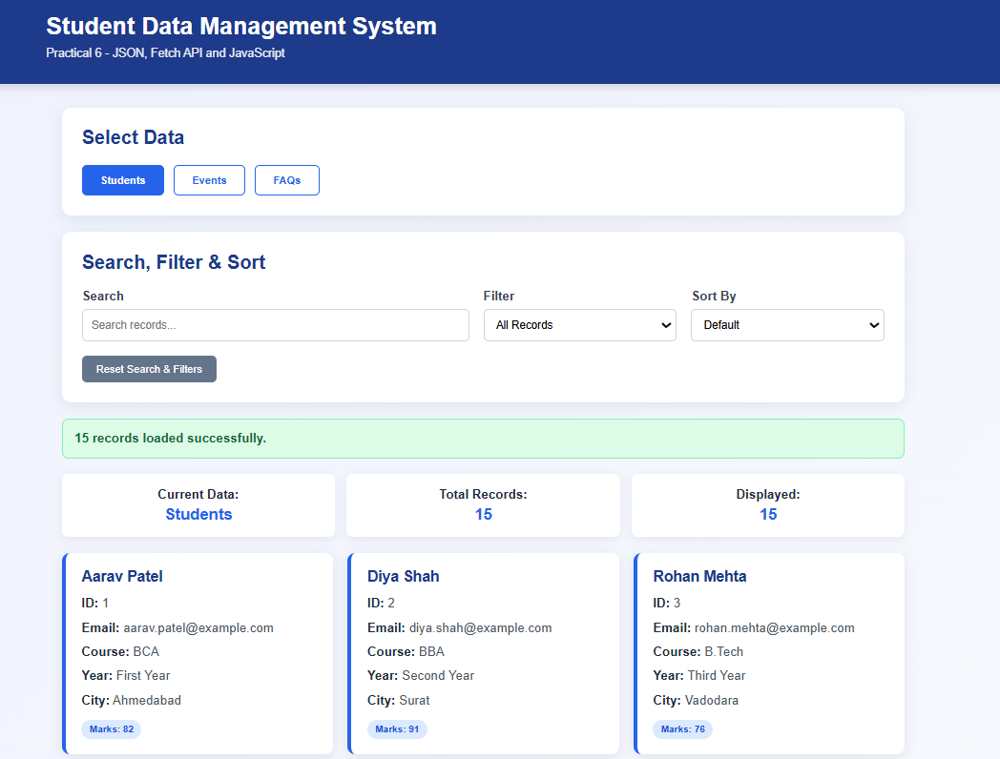 Student Data Management System
Practical 6 - JSON, Fetch API and JavaScript
Select Data
Students
Events
FAQs
Search, Filter & Sort
Search
Filter
Sort By
Search records...
All Records
Default
Reset Search & Filters
15 records loaded successfully.
Current Data:
Students
Total Records:
15
Displayed:
15
Aarav Patel
ID: 1
Email: aarav.patel@example.com
Course: BCA
Year: First Year
City: Ahmedabad
Marks: 82
Diya Shah
ID: 2
Email: diya.shah@example.com
Course: BBA
Year: Second Year
City: Surat
Marks: 91
Rohan Mehta
ID: 3
Email: rohan.mehta@example.com
Course: B.Tech
Year: Third Year
City: Vadodara
Marks: 76